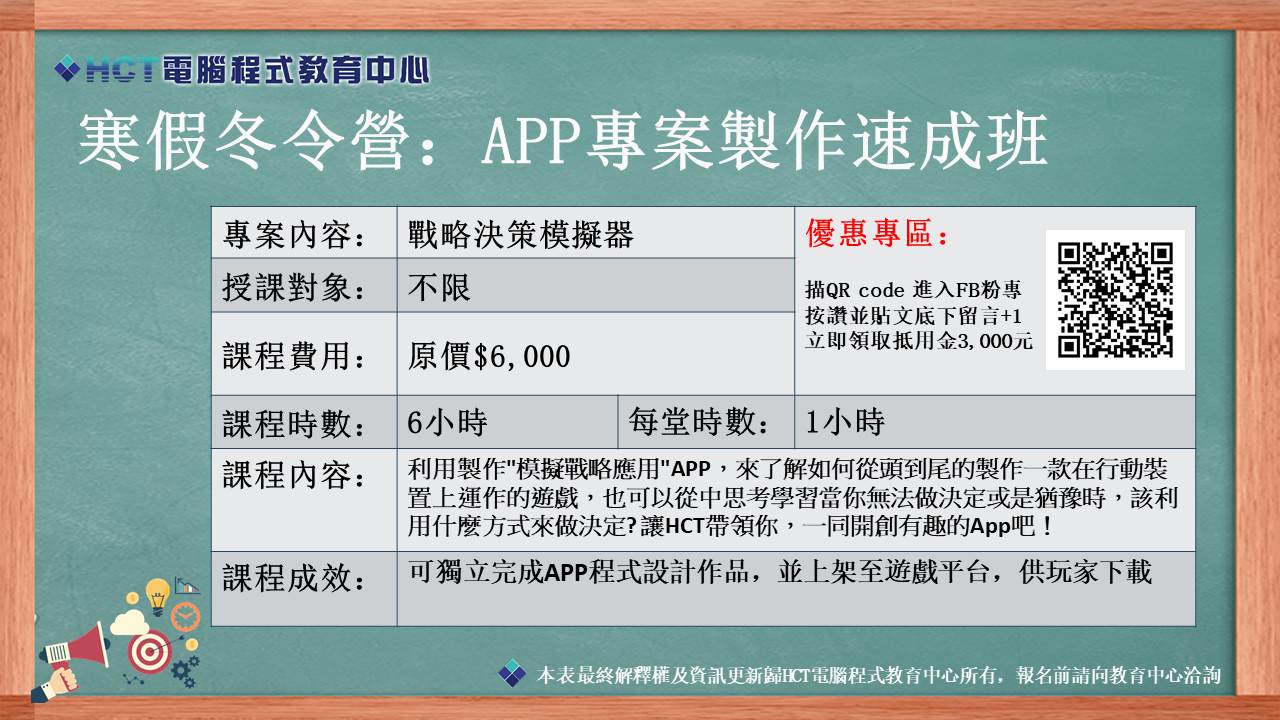 HCT電腦程式教育中心
寒假冬令營：APP專案製作速成班
專案內容：
戰略決策模擬器
優惠專區：
描QR code 進入FB粉專
按讚並貼文底下留言+1
立即領取抵用金3,000元
授課對象：
不限
課程費用：
原價$6,000
課程時數：
6小時
每堂時數：
1小時
課程內容：
利用製作"模擬戰略應用"APP，來了解如何從頭到尾的製作一款在行動裝
置上運作的遊戲，也可以從中思考學習當你無法做決定或是猶豫時，該利
用什麼方式來做決定? 讓HCT帶領你，一同開創有趣的App吧！
課程成效：
可獨立完成APP程式設計作品，並上架至遊戲平台，供玩家下載
本表最終解釋權及資訊更新歸HCT電腦程式教育中心所有，報名前請向教育中心洽詢